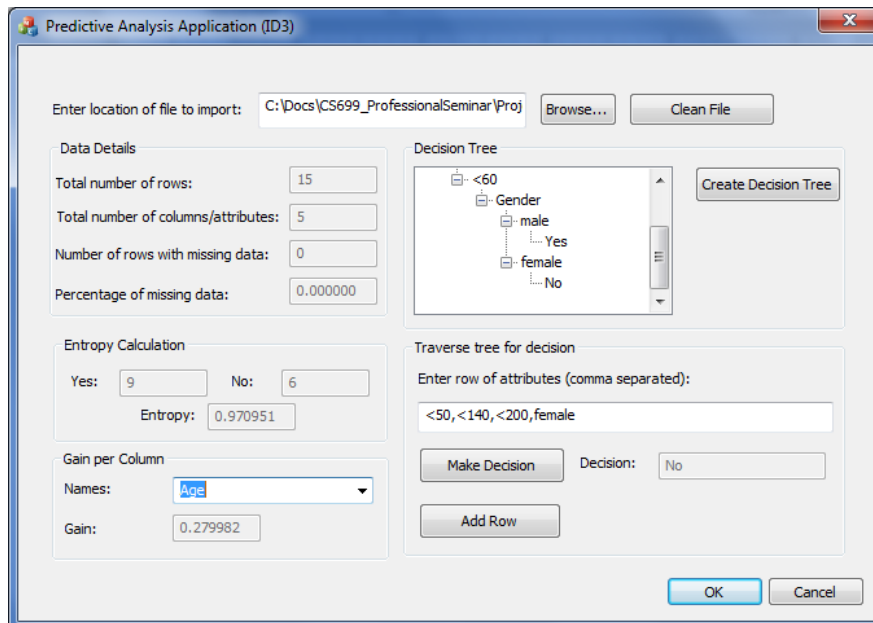 Predictive Analysis Application (ID3)
Enter location of file to import: C:\Docs\CS699_ProfessionalSeminar\Proj Browse... Clean File
Data Details
Total number of rows: 15
Total number of columns/attributes: 5
Number of rows with missing data: 0
Percentage of missing data: 0.000000
Decision Tree
<60
Gender
male
Yes
female
No
Create Decision Tree
Entropy Calculation
Yes: 9 No: 6
Entropy: 0.970951
Gain per Column
Names: Age
Gain: 0.279982
Traverse tree for decision
Enter row of attributes (comma separated):
<50,<140,<200,female
Make Decision Decision: No
Add Row
OK Cancel